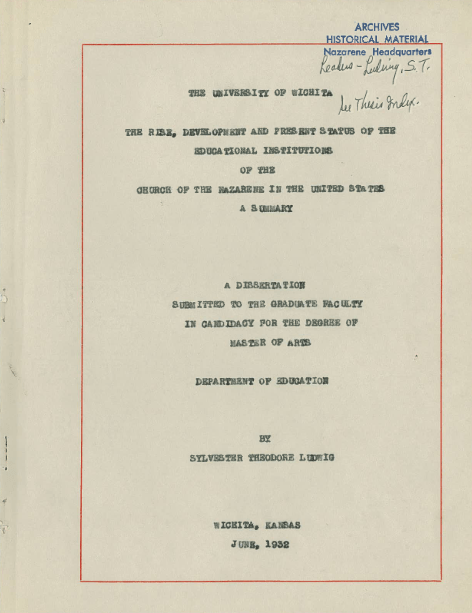 ARCHIVES
HISTORICAL MATERIAL
Nazarene Headquarters
Leaders - Ludwig, S.T.
See Thesis Index.
THE UNIVERSITY OF WICHITA
THE RISE, DEVELOPMENT AND PRESENT STATUS OF THE
EDUCATIONAL INSTITUTIONS
OF THE
CHURCH OF THE NAZARENE IN THE UNITED STATES
A SUMMARY
A DISSERTATION
SUBMITTED TO THE GRADUATE FACULTY
IN CANDIDACY FOR THE DEGREE OF
MASTER OF ARTS
DEPARTMENT OF EDUCATION
BY
SYLVESTER THEODORE LUDWIG
WICHITA, KANSAS
JUNE, 1932